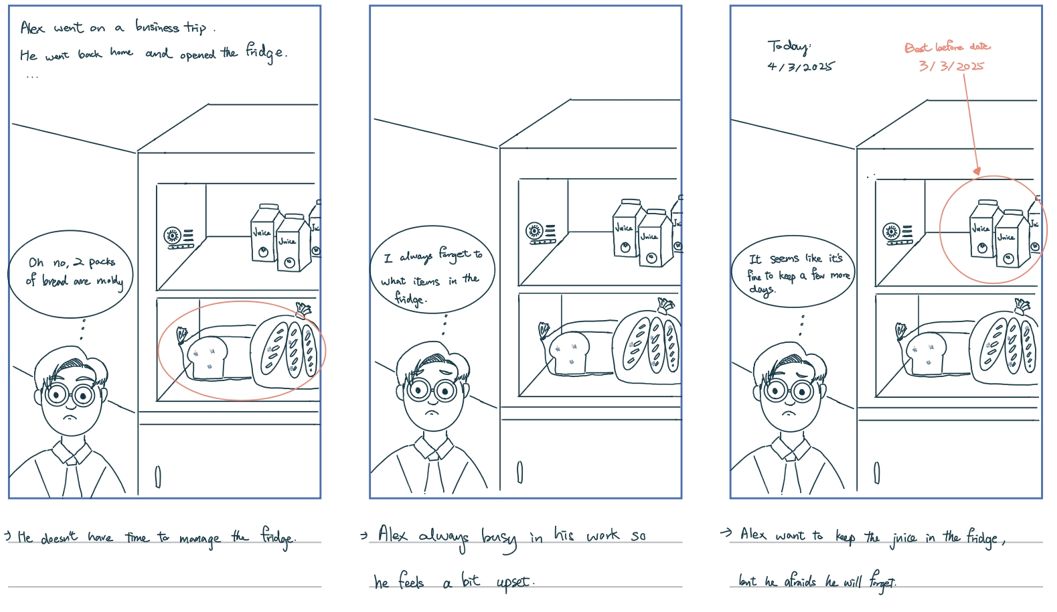 Alex went on a business trip.
He went back home and opened the fridge.
...
Juice
Juice
Oh no, 2 packs
of bread are moldy
→ He doesn't have time to manage the fridge.
Juice
Juice
I always forget to
what items in the
fridge.
→ Alex always busy in his work so
he feels a bit upset.
Today:
4/3/2025
Best before date
3/3/2025
Juice
Juice
It seems like it's
fine to keep a few more
days.
→ Alex want to keep the juice in the fridge,
but he afraids he will forget.